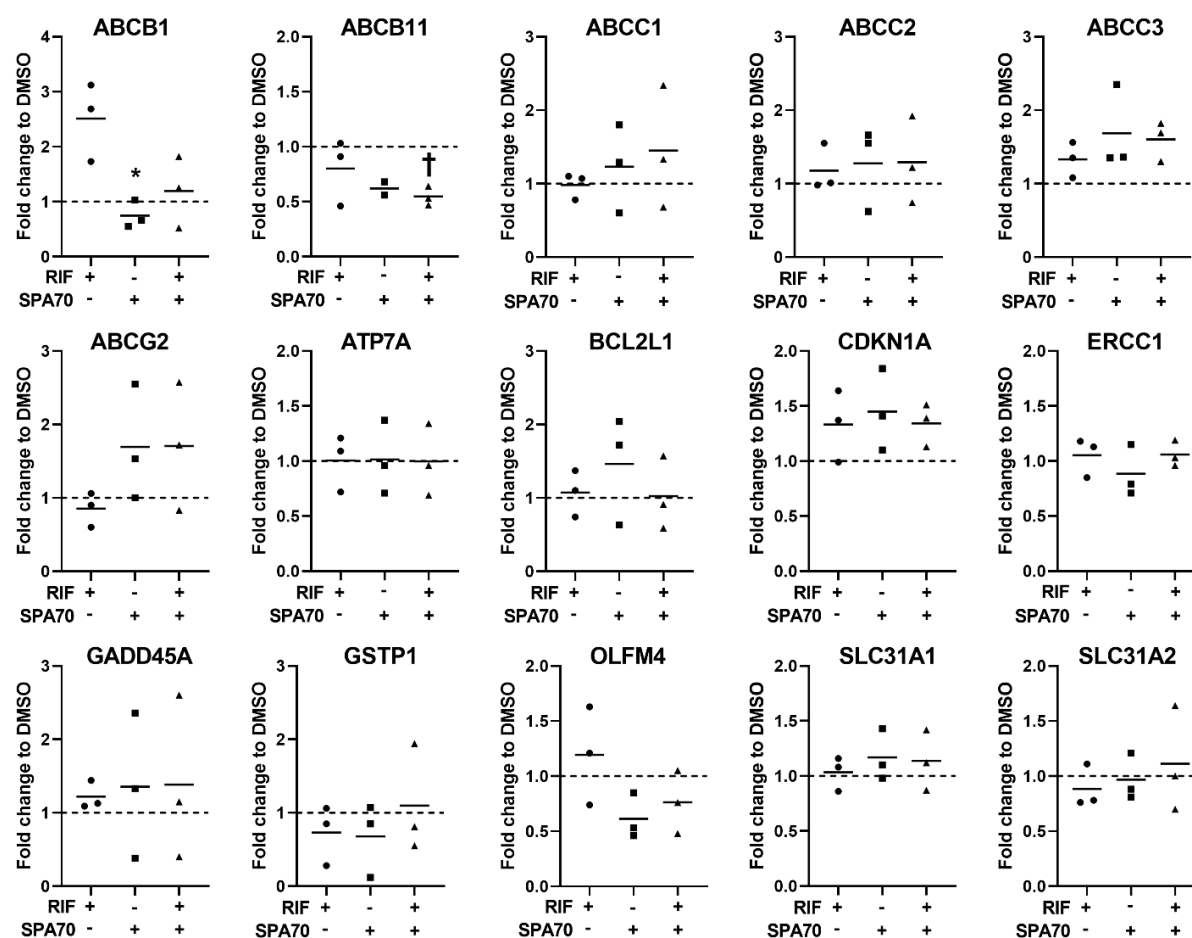 ABCB1 ABCB11 ABCC1 ABCC2 ABCC3
Fold change to DMSO Fold change to DMSO Fold change to DMSO Fold change to DMSO Fold change to DMSO
4 2.0 3 3 3
3 1.5 2 2 2
2 1.0 1 1 1
1 0.5 0 0 0
0 0.0
* †
RIF + - + RIF + - + RIF + - + RIF + - + RIF + - +
SPA70 - + + SPA70 - + + SPA70 - + + SPA70 - + + SPA70 - + +
ABCG2 ATP7A BCL2L1 CDKN1A ERCC1
Fold change to DMSO Fold change to DMSO Fold change to DMSO Fold change to DMSO Fold change to DMSO
3 2.0 3 2.0 2.0
2 1.5 2 1.5 1.5
1 1.0 1 1.0 1.0
0 0.5 0 0.5 0.5
0.0 0.0 0.0
RIF + - + RIF + - + RIF + - + RIF + - + RIF + - +
SPA70 - + + SPA70 - + + SPA70 - + + SPA70 - + + SPA70 - + +
GADD45A GSTP1 OLFM4 SLC31A1 SLC31A2
Fold change to DMSO Fold change to DMSO Fold change to DMSO Fold change to DMSO Fold change to DMSO
3 3 2.0 2.0 2.0
2 2 1.5 1.5 1.5
1 1 1.0 1.0 1.0
0 0 0.5 0.5 0.5
0.0 0.0 0.0
RIF + - + RIF + - + RIF + - + RIF + - + RIF + - +
SPA70 - + + SPA70 - + + SPA70 - + + SPA70 - + + SPA70 - + +